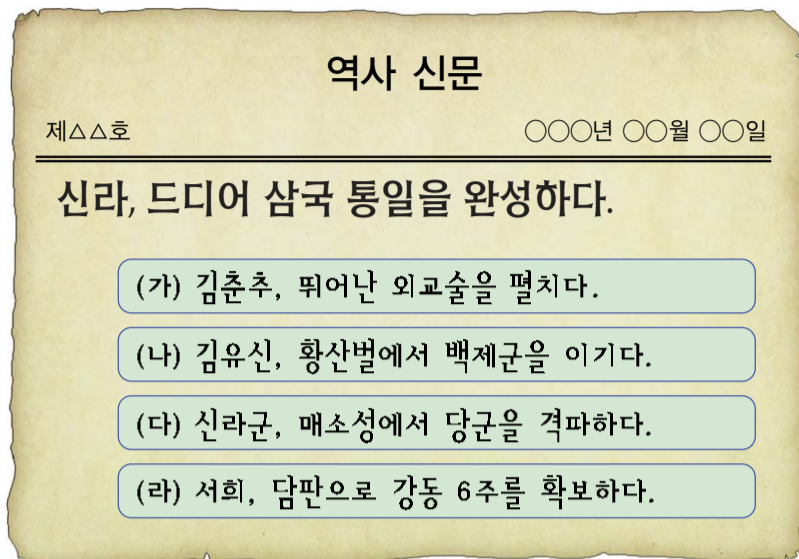 역사 신문
제△△호 ○○○년 ○○월 ○○일
신라, 드디어 삼국 통일을 완성하다.
(가) 김춘추, 뛰어난 외교술을 펼치다.
(나) 김유신, 황산벌에서 백제군을 이기다.
(다) 신라군, 매소성에서 당군을 격파하다.
(라) 서희, 담판으로 강동 6주를 확보하다.